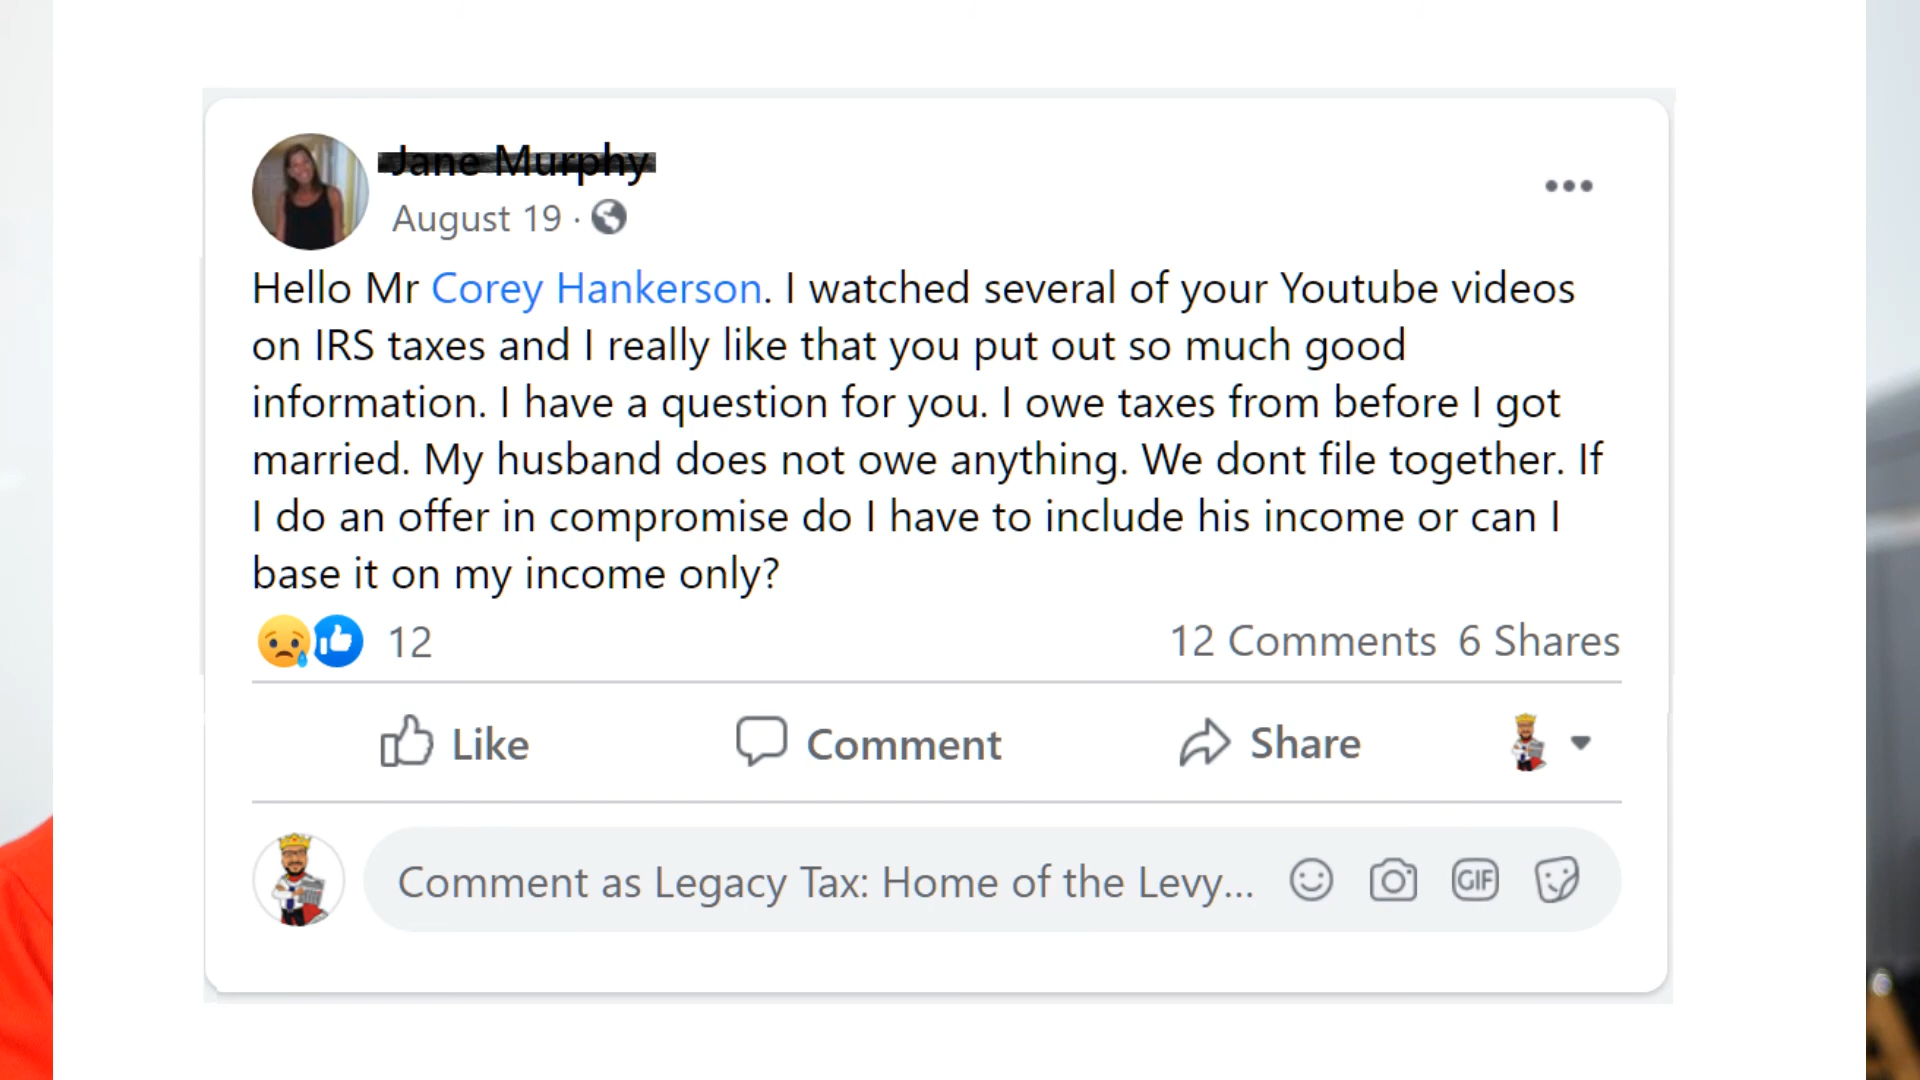 Jane Murphy
August 19 ·
Hello Mr Corey Hankerson. I watched several of your Youtube videos
on IRS taxes and I really like that you put out so much good
information. I have a question for you. I owe taxes from before I got
married. My husband does not owe anything. We dont file together. If
I do an offer in compromise do I have to include his income or can I
base it on my income only?
12 12 Comments 6 Shares
Like Comment Share
Comment as Legacy Tax: Home of the Levy... GIF